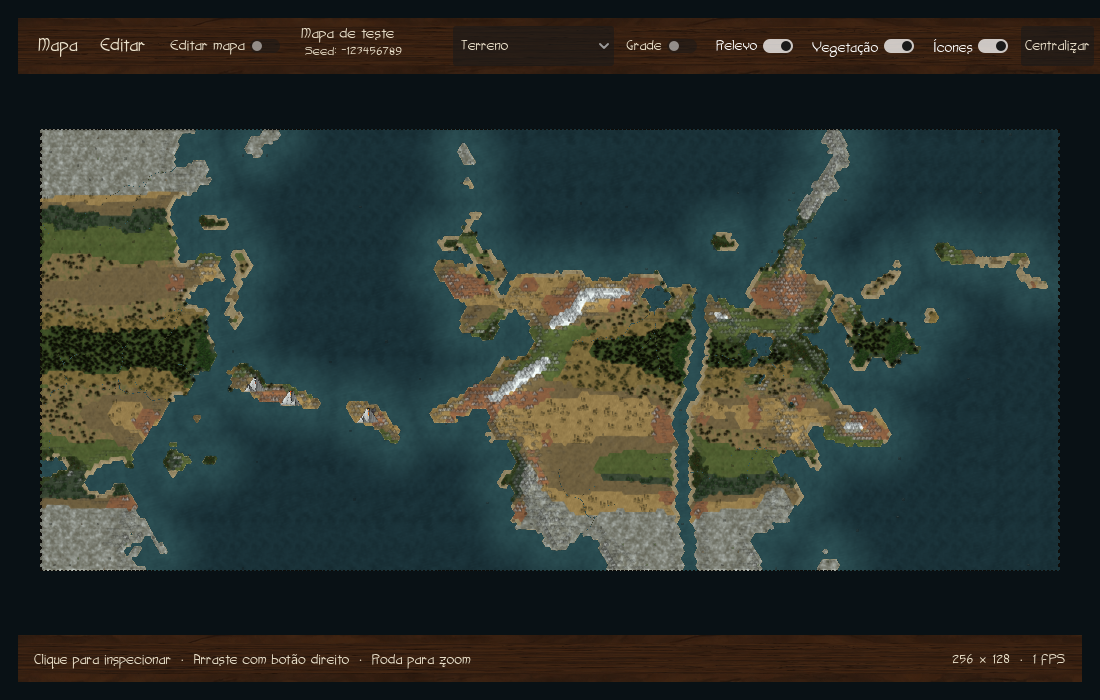 Mapa Editar Editar mapa Mapa de teste
Seed: -123456789
Terreno Grade Relevo Vegetação Ícones Centralizar
Clique para inspecionar · Arraste com botão direito · Roda para zoom 256 × 128 · 1 FPS